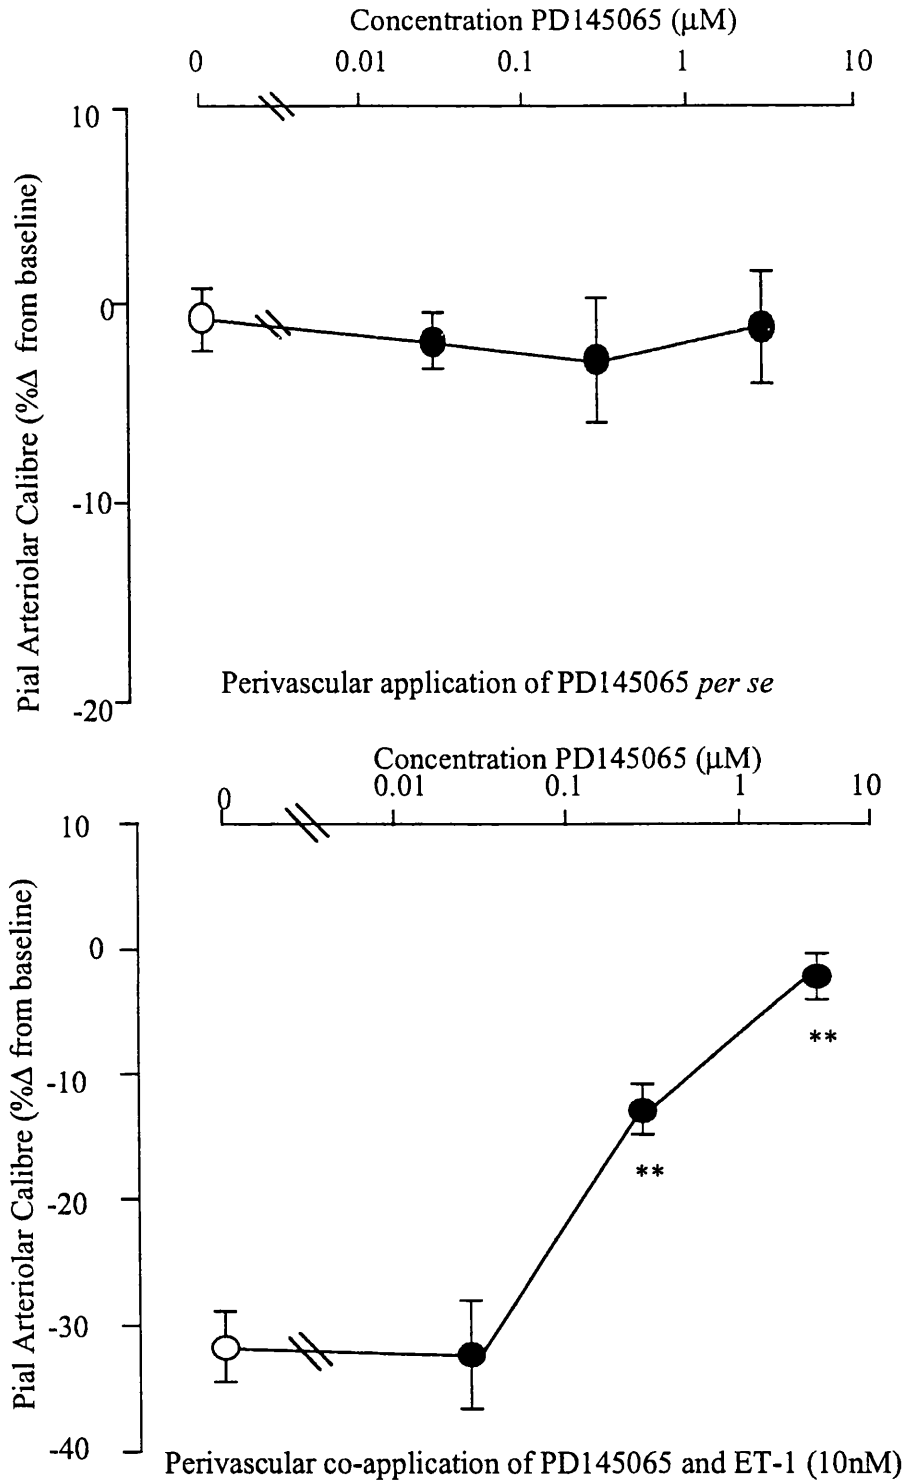 Concentration PD145065 (μM)
0 0.01 0.1 1 10
10
0
-10
-20
Pial Arteriolar Calibre (%Δ from baseline)
Perivascular application of PD145065 per se
Concentration PD145065 (μM)
0 0.01 0.1 1 10
10
0
-10
-20
-30
-40
Pial Arteriolar Calibre (%Δ from baseline)
**
**
Perivascular co-application of PD145065 and ET-1 (10nM)